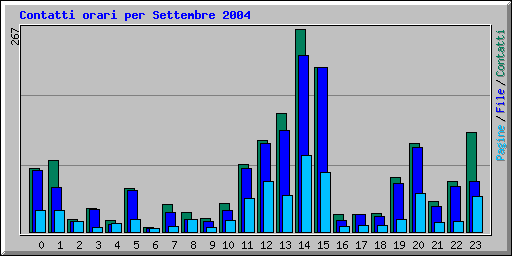 Contatti orari per Settembre 2004
267
Pagine / File / Contatti
0 1 2 3 4 5 6 7 8 9 10 11 12 13 14 15 16 17 18 19 20 21 22 23